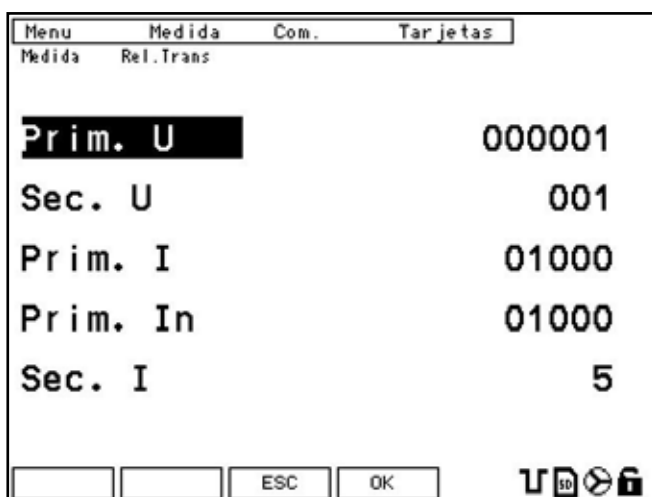 Menu Medida Com. Tarjetas
Medida Rel.Trans
Prim. U 000001
Sec. U 001
Prim. I 01000
Prim. In 01000
Sec. I 5
ESC OK
SD